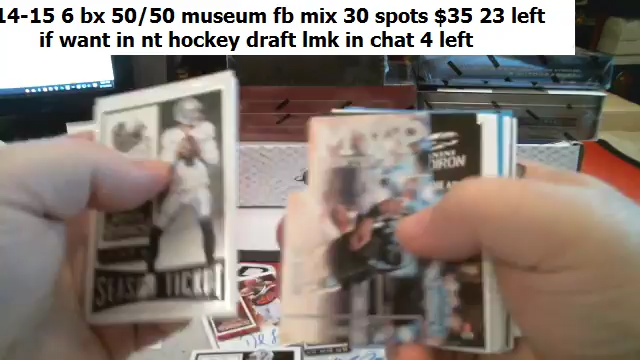 14-15 6 bx 50/50 museum fb mix 30 spots $35 23 left
if want in nt hockey draft lmk in chat 4 left
SEASON TICKET